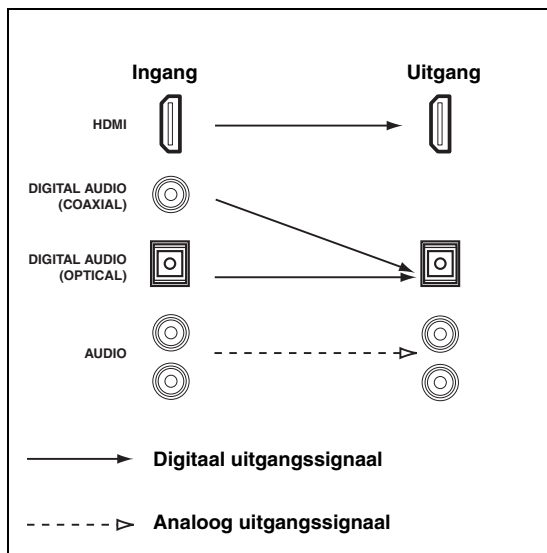 Ingang Uitgang
HDMI
DIGITAL AUDIO
(COAXIAL)
DIGITAL AUDIO
(OPTICAL)
AUDIO
Digitaal uitgangssignaal
Analoog uitgangssignaal